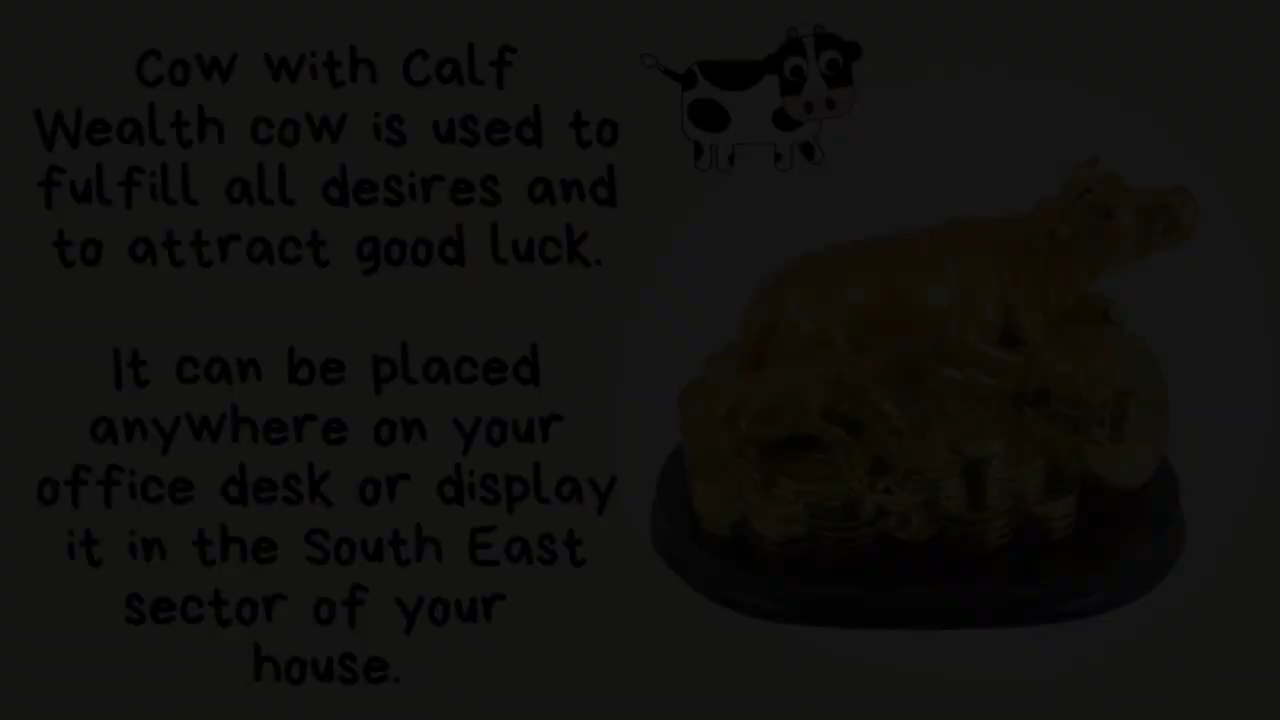 Cow with Calf
Wealth cow is used to
fulfill all desires and
to attract good luck.
It can be placed
anywhere on your
office desk or display
it in the South East
sector of your
house.